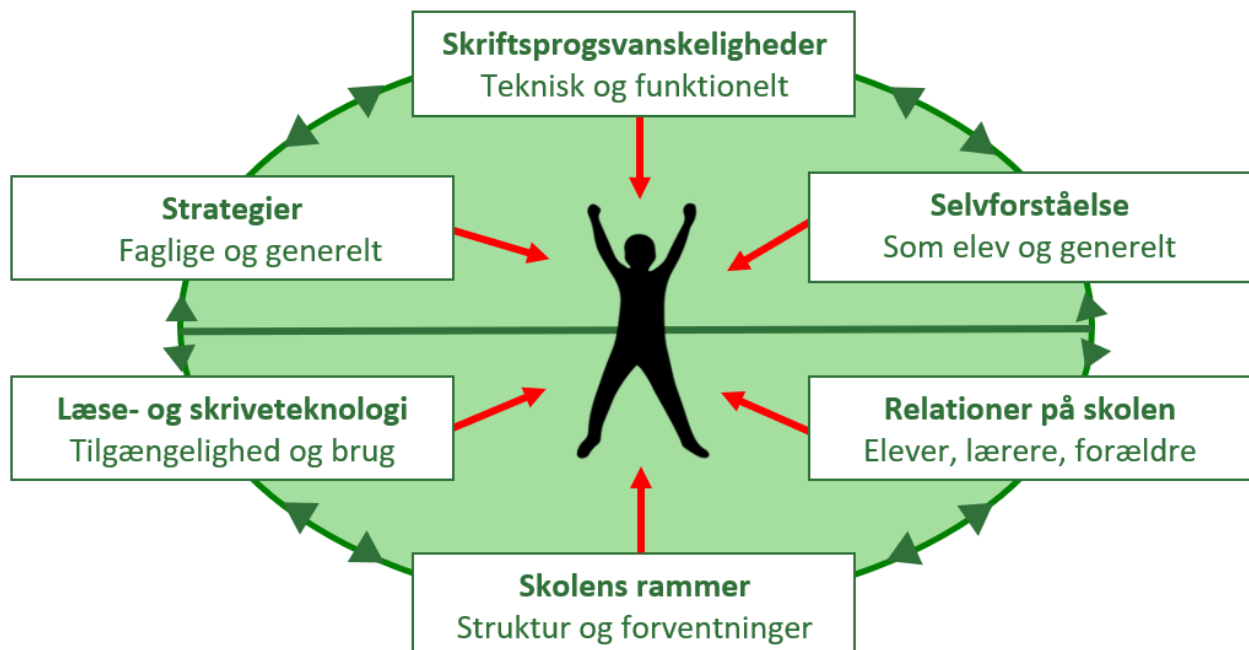 Skriftsprogsvanskeligheder
Teknisk og funktionelt
Strategier
Faglige og generelt
Selvforståelse
Som elev og generelt
Læse- og skriveteknologi
Tilgængelighed og brug
Relationer på skolen
Elever, lærere, forældre
Skolens rammer
Struktur og forventninger